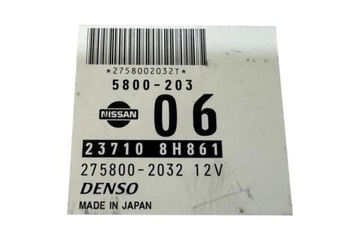 *2758002032T*
5800-203
NISSAN
06
23710 8H861
275800-2032 12V
DENSO
MADE IN JAPAN